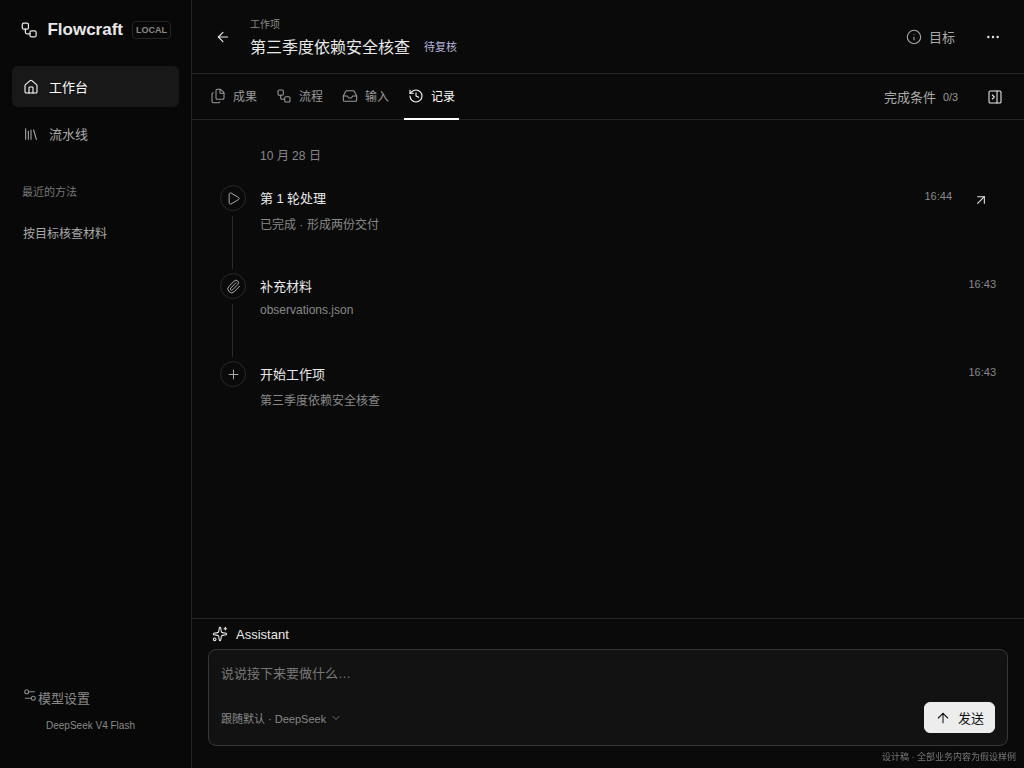 Flowcraft LOCAL
工作台
流水线
最近的方法
按目标核查材料
模型设置
DeepSeek V4 Flash
工作项
第三季度依赖安全核查 待复核
目标
成果 流程 输入 记录
完成条件 0/3
10 月 28 日
第 1 轮处理 16:44
已完成 · 形成两份交付
补充材料 16:43
observations.json
开始工作项 16:43
第三季度依赖安全核查
Assistant
说说接下来要做什么…
跟随默认 · DeepSeek
发送
设计稿 · 全部业务内容为假设样例